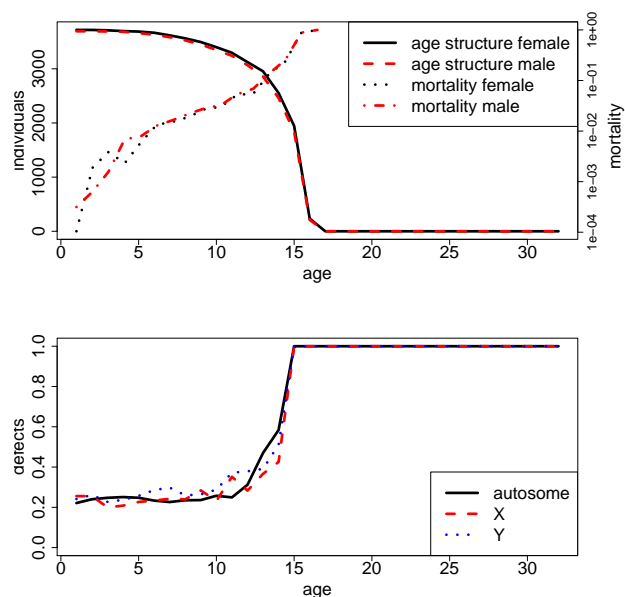 age structure female
age structure male
mortality female
mortality male
individuals
0 1000 2000 3000
1e-04 1e-03 1e-02 1e-01 1e+00
mortality
0 5 10 15 20 25 30
age
defects
0.0 0.2 0.4 0.6 0.8 1.0
autosome
X
Y
0 5 10 15 20 25 30
age